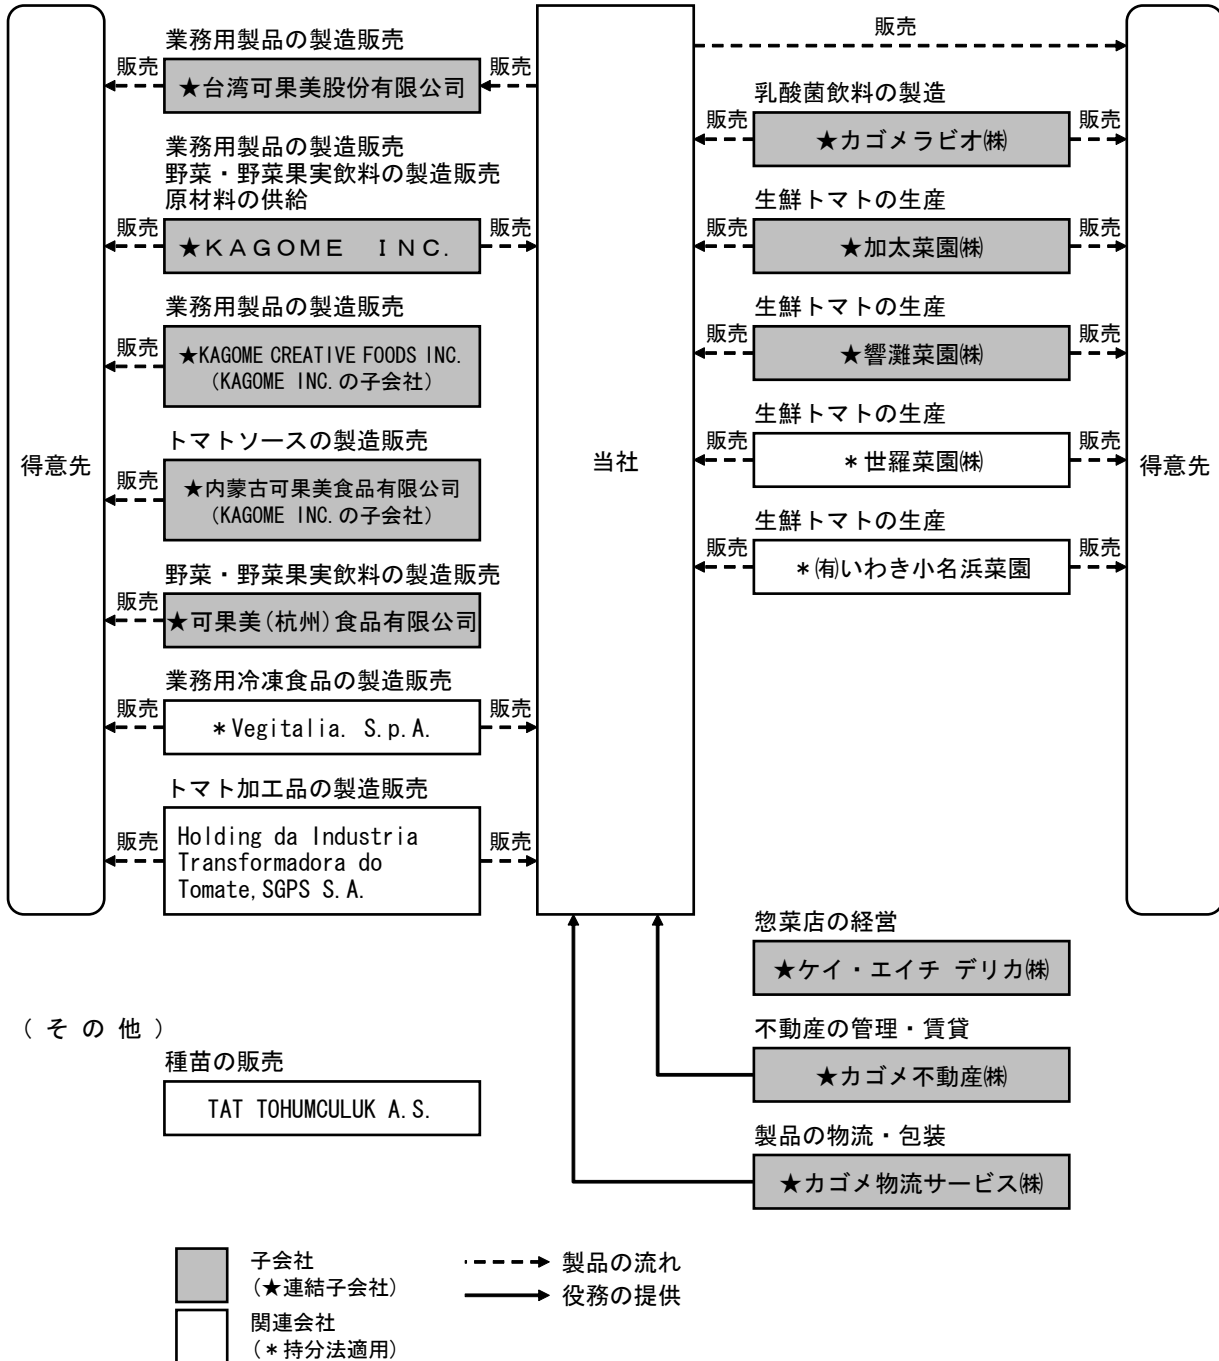 得意先
業務用製品の製造販売
販売
★台湾可果美股份有限公司
販売
業務用製品の製造販売
野菜・野菜果実飲料の製造販売
原材料の供給
販売
★KAGOME INC.
販売
業務用製品の製造販売
販売
★KAGOME CREATIVE FOODS INC.
(KAGOME INC.の子会社)
トマトソースの製造販売
販売
★内蒙古可果美食品有限公司
(KAGOME INC.の子会社)
野菜・野菜果実飲料の製造販売
販売
★可果美(杭州)食品有限公司
業務用冷凍食品の製造販売
販売
*Vegitalia. S.p.A.
販売
トマト加工品の製造販売
販売
Holding da Industria
Transformadora do
Tomate,SGPS S.A.
販売
当社
販売
乳酸菌飲料の製造
販売
★カゴメラビオ㈱
販売
生鮮トマトの生産
販売
★加太菜園㈱
販売
生鮮トマトの生産
販売
★響灘菜園㈱
販売
生鮮トマトの生産
販売
*世羅菜園㈱
販売
生鮮トマトの生産
販売
*㈲いわき小名浜菜園
販売
得意先
惣菜店の経営
★ケイ・エイチ デリカ㈱
不動産の管理・賃貸
★カゴメ不動産㈱
製品の物流・包装
★カゴメ物流サービス㈱
(その他)
種苗の販売
TAT TOHUMCULUK A.S.
子会社
(★連結子会社)
関連会社
(*持分法適用)
製品の流れ
役務の提供